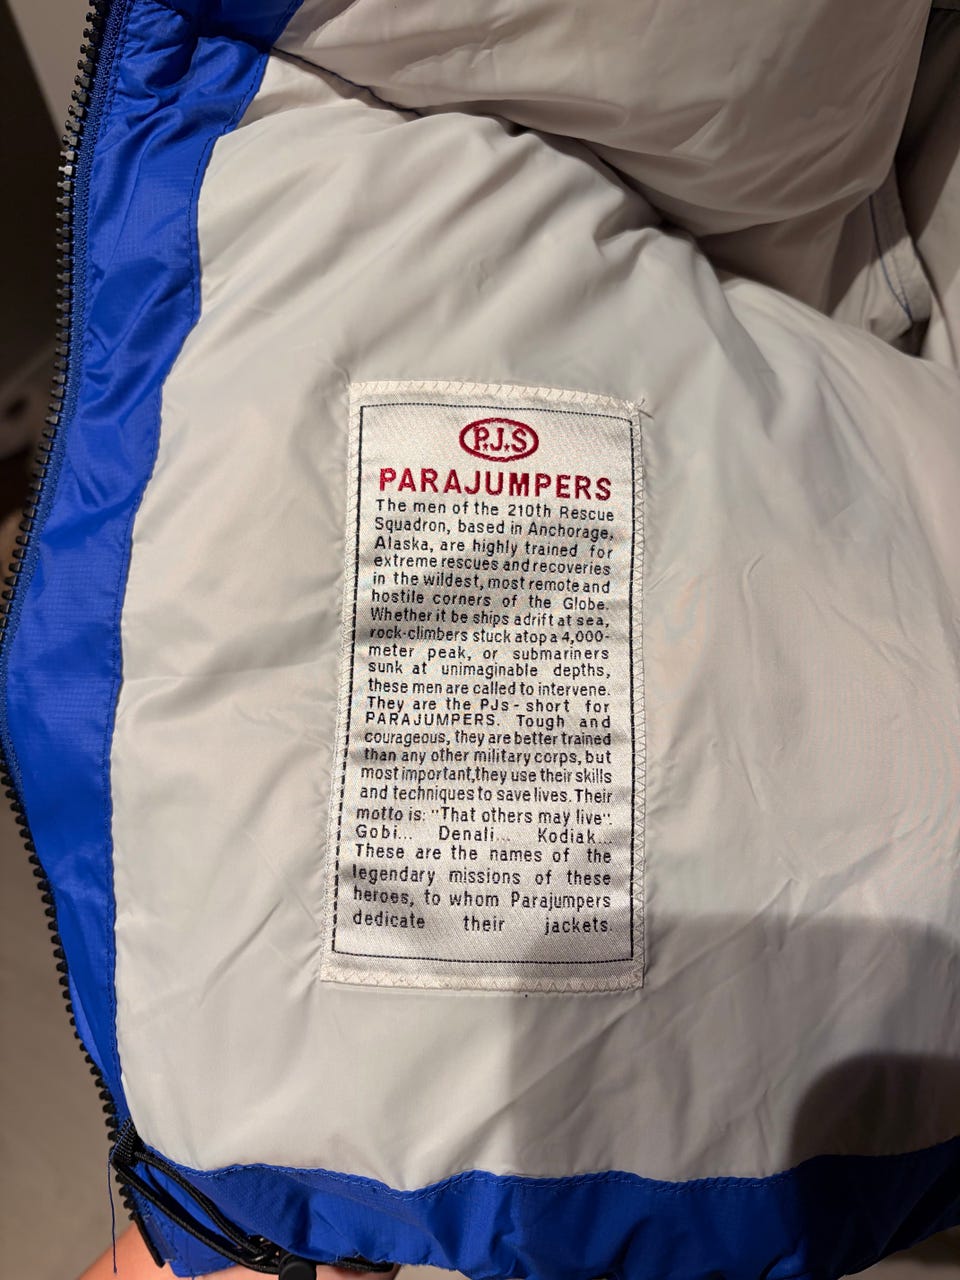 P.J.S
PARAJUMPERS
The men of the 210th Rescue
Squadron, based in Anchorage,
Alaska, are highly trained for
extreme rescues and recoveries
in the wildest, most remote and
hostile corners of the Globe.
Whether it be ships adrift at sea,
rock-climbers stuck atop a 4,000-
meter peak, or submariners
sunk at unimaginable depths,
these men are called to intervene.
They are the PJs - short for
PARAJUMPERS. Tough and
courageous, they are better trained
than any other military corps, but
most important,they use their skills
and techniques to save lives. Their
motto is: "That others may live".
Gobi... Denali... Kodiak...
These are the names of the
legendary missions of these
heroes, to whom Parajumpers
dedicate their jackets.